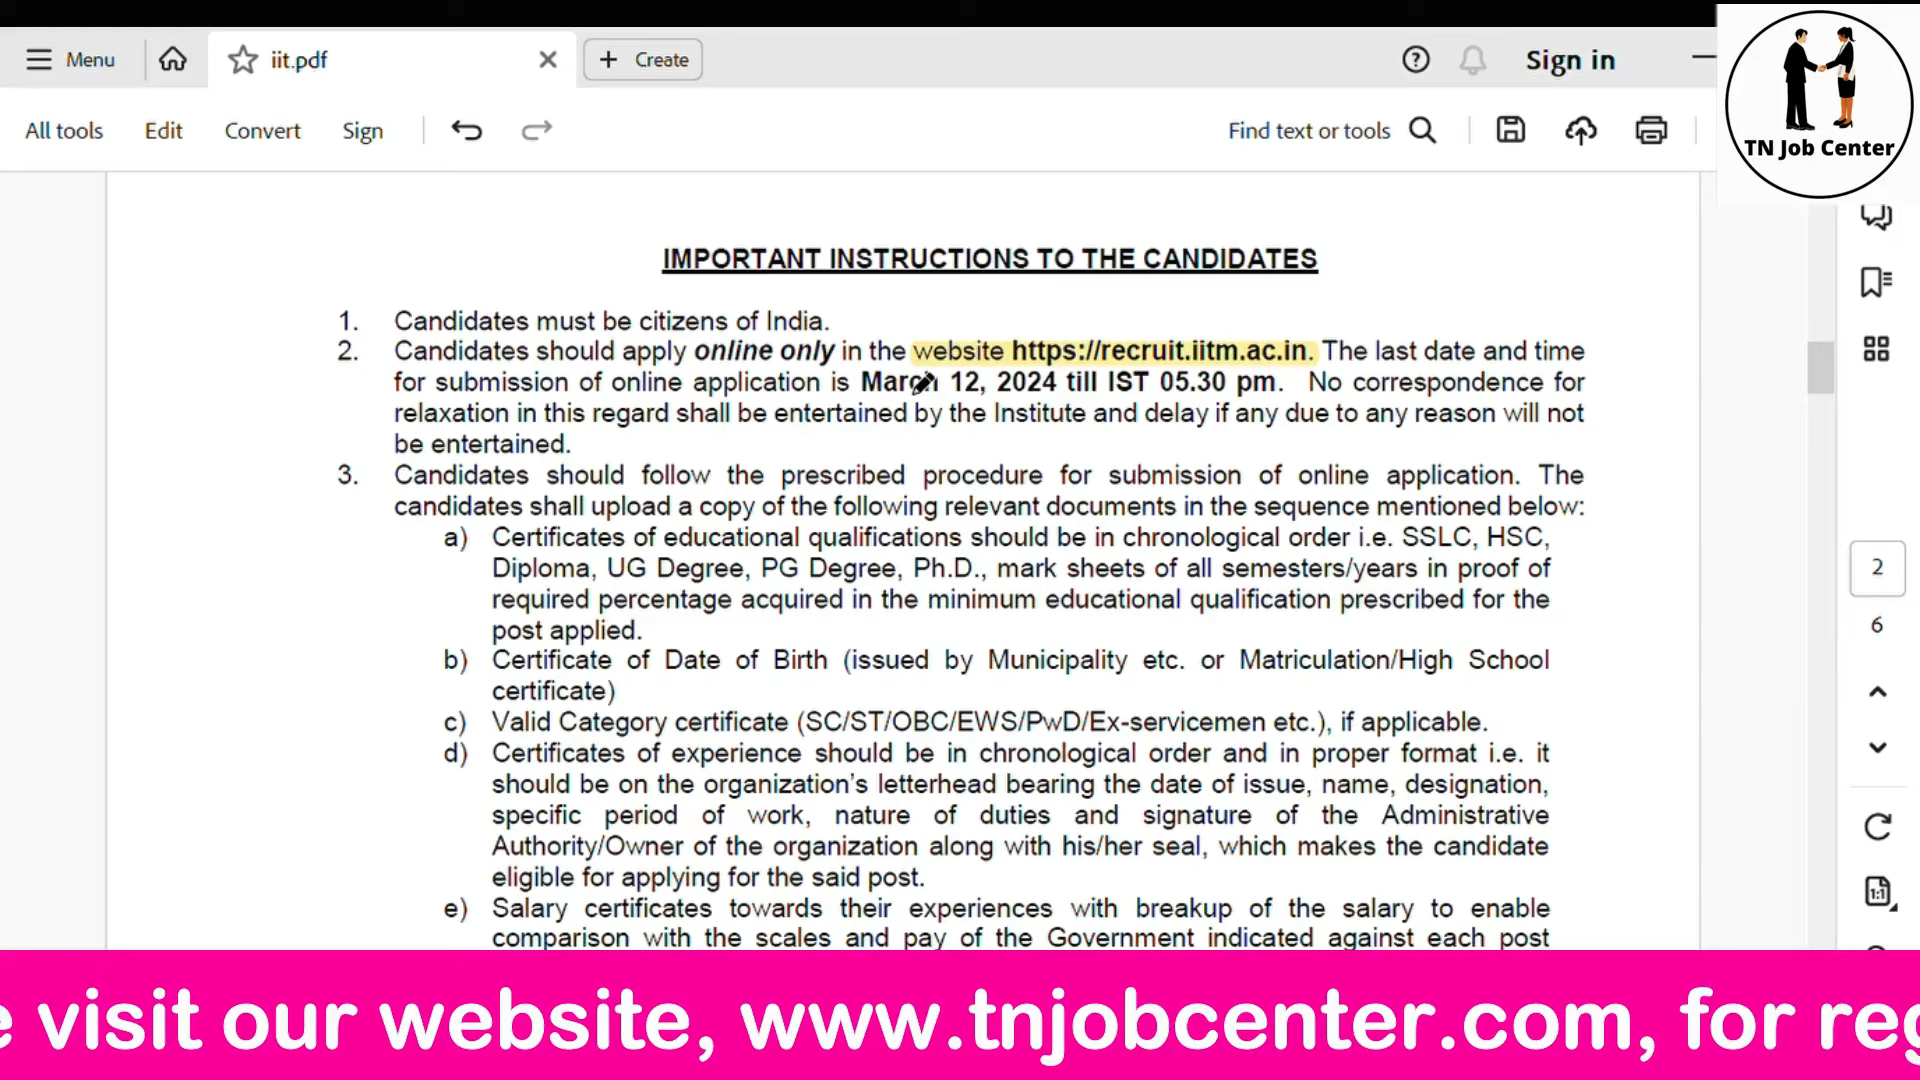 Menu
iit.pdf
Create
Sign in
All tools
Edit
Convert
Sign
Find text or tools
TN Job Center
IMPORTANT INSTRUCTIONS TO THE CANDIDATES
1. Candidates must be citizens of India.
2. Candidates should apply online only in the website https://recruit.iitm.ac.in. The last date and time
for submission of online application is March 12, 2024 till IST 05.30 pm. No correspondence for
relaxation in this regard shall be entertained by the Institute and delay if any due to any reason will not
be entertained.
3. Candidates should follow the prescribed procedure for submission of online application. The
candidates shall upload a copy of the following relevant documents in the sequence mentioned below:
a) Certificates of educational qualifications should be in chronological order i.e. SSLC, HSC,
Diploma, UG Degree, PG Degree, Ph.D., mark sheets of all semesters/years in proof of
required percentage acquired in the minimum educational qualification prescribed for the
post applied.
b) Certificate of Date of Birth (issued by Municipality etc. or Matriculation/High School
certificate)
c) Valid Category certificate (SC/ST/OBC/EWS/PwD/Ex-servicemen etc.), if applicable.
d) Certificates of experience should be in chronological order and in proper format i.e. it
should be on the organization's letterhead bearing the date of issue, name, designation,
specific period of work, nature of duties and signature of the Administrative
Authority/Owner of the organization along with his/her seal, which makes the candidate
eligible for applying for the said post.
e) Salary certificates towards their experiences with breakup of the salary to enable
comparison with the scales and pay of the Government indicated against each post
2
6
1:1
e visit our website, www.tnjobcenter.com, for reg